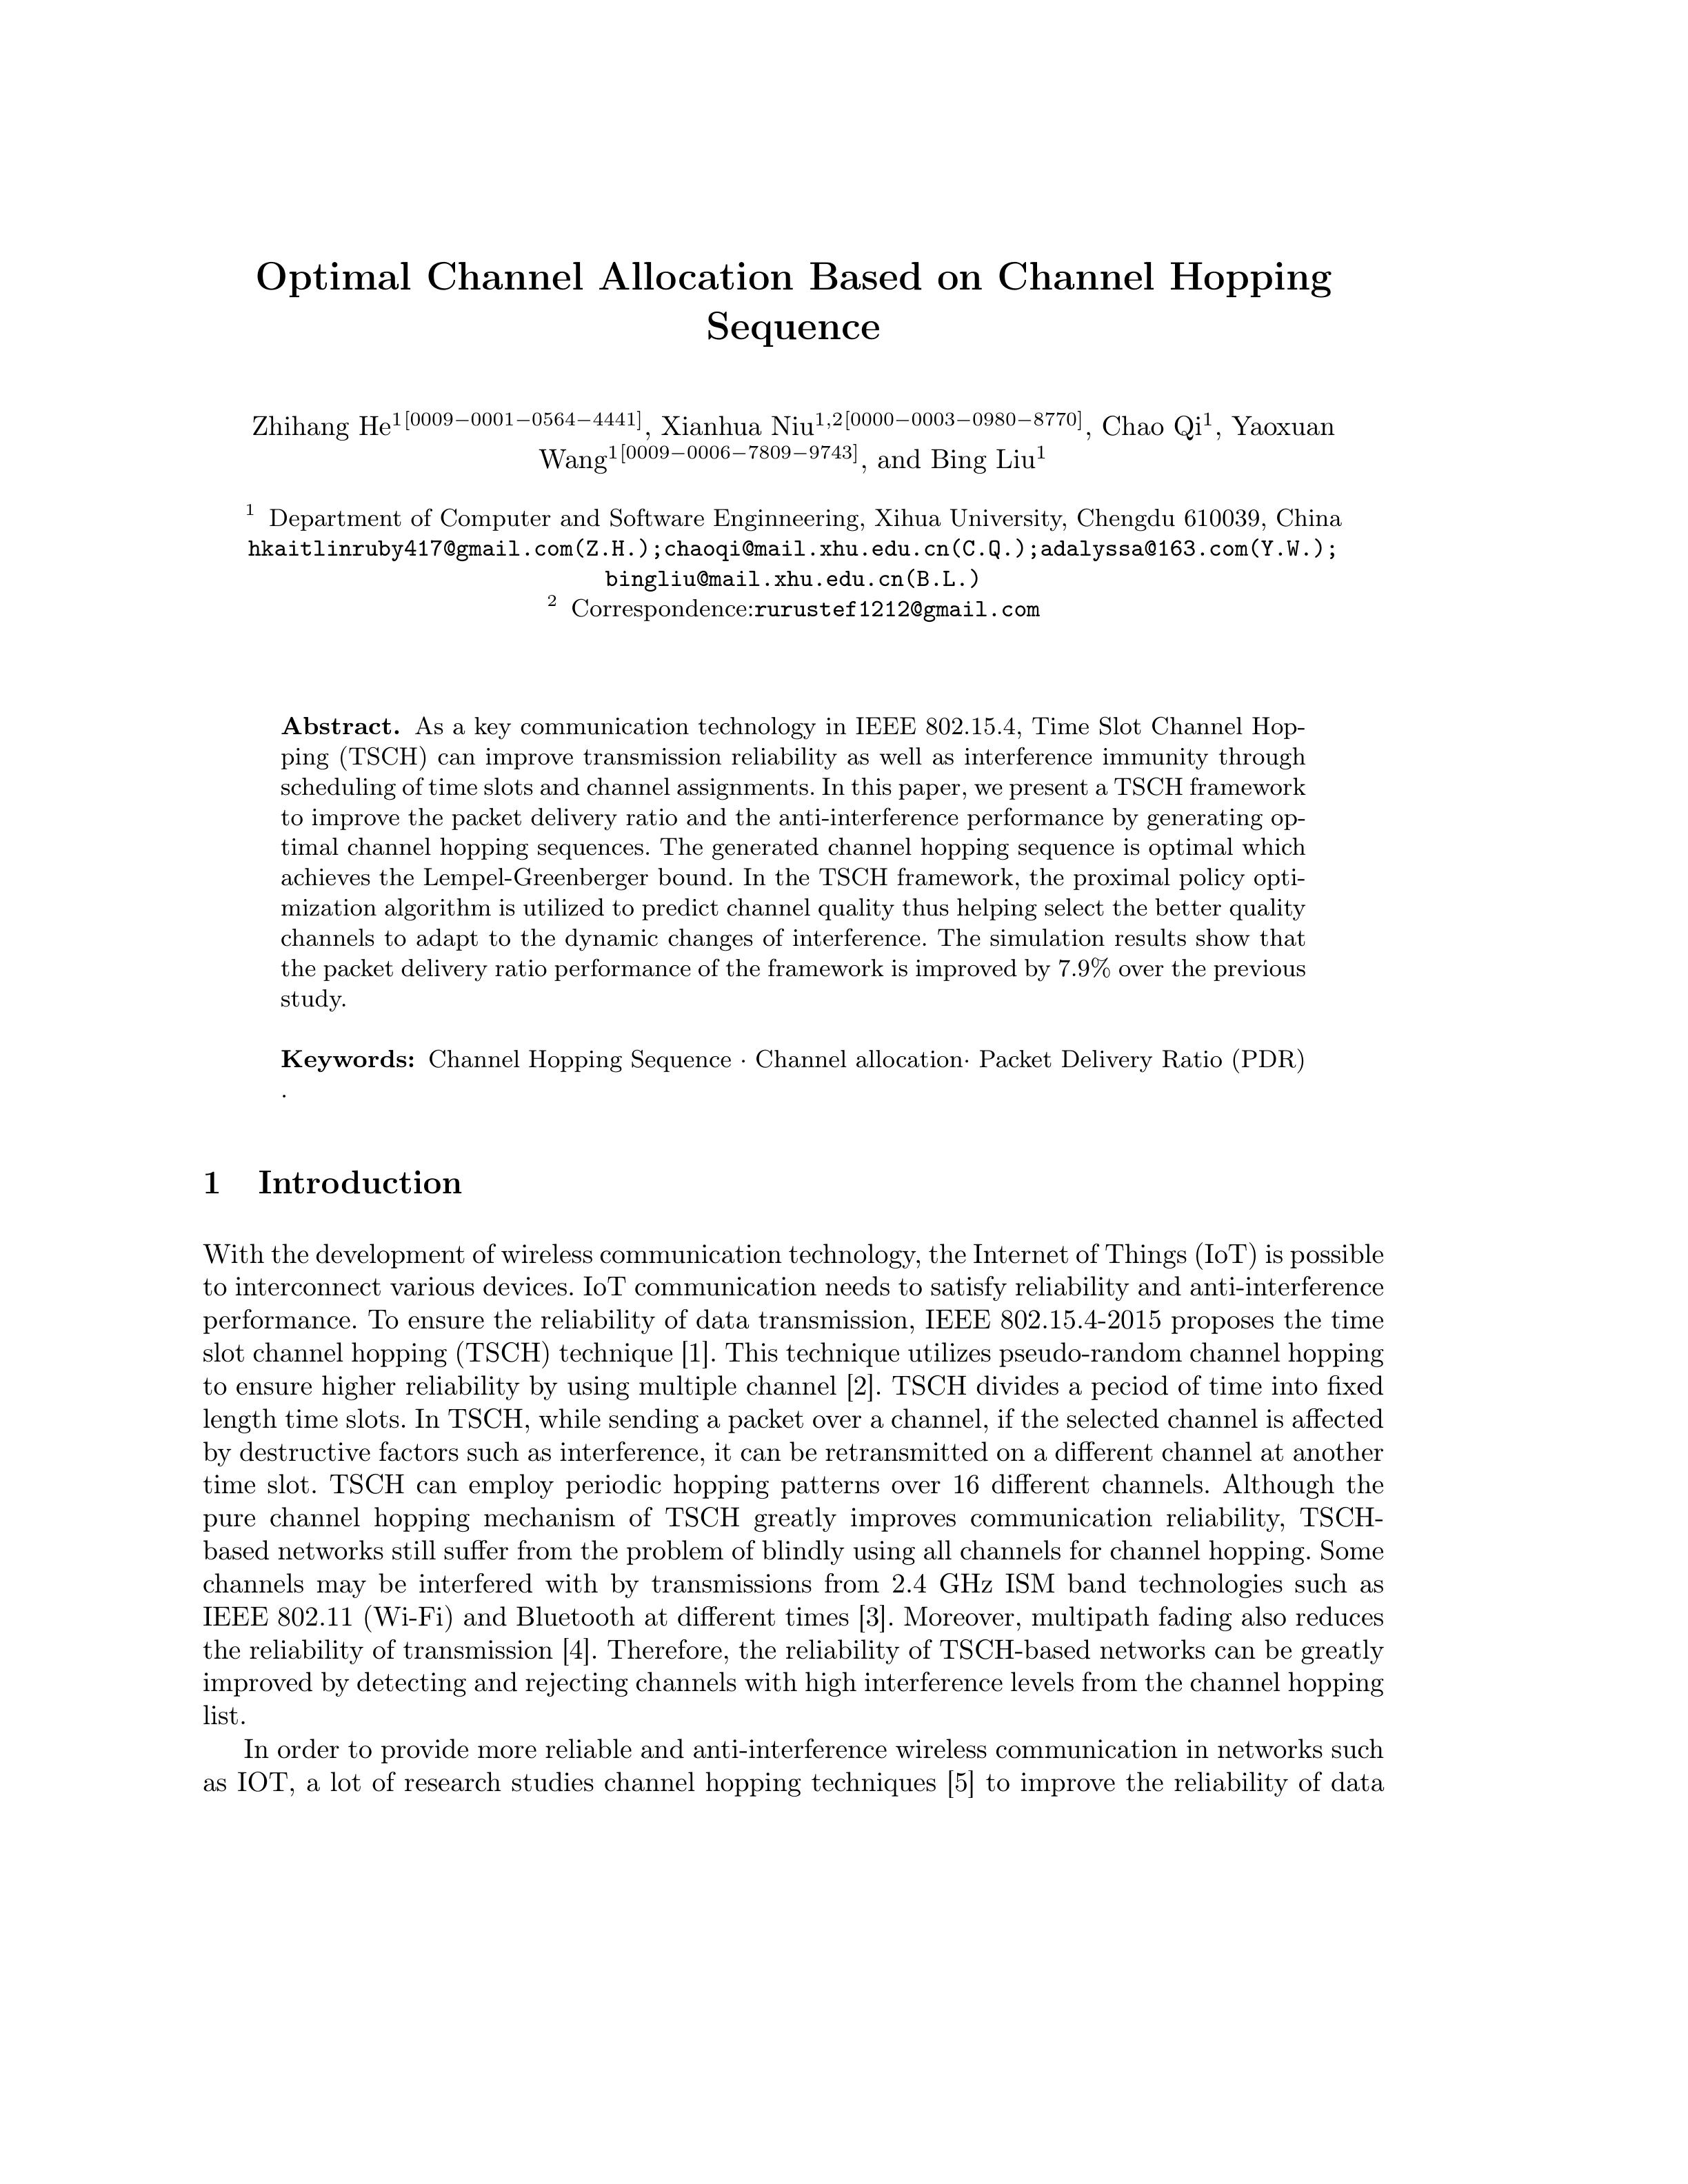 Optimal Channel Allocation Based on Channel Hopping
Sequence
Zhihang He1[0009−0001−0564−4441], Xianhua Niu1,2[0000−0003−0980−8770], Chao Qi1, Yaoxuan
Wang1[0009−0006−7809−9743], and Bing Liu1
1 Department of Computer and Software Enginneering, Xihua University, Chengdu 610039, China
hkaitlinruby417@gmail.com(Z.H.);chaoqi@mail.xhu.edu.cn(C.Q.);adalyssa@163.com(Y.W.);
bingliu@mail.xhu.edu.cn(B.L.)
2 Correspondence:rurustef1212@gmail.com
Abstract. As a key communication technology in IEEE 802.15.4, Time Slot Channel Hop-
ping (TSCH) can improve transmission reliability as well as interference immunity through
scheduling of time slots and channel assignments. In this paper, we present a TSCH framework
to improve the packet delivery ratio and the anti-interference performance by generating op-
timal channel hopping sequences. The generated channel hopping sequence is optimal which
achieves the Lempel-Greenberger bound. In the TSCH framework, the proximal policy opti-
mization algorithm is utilized to predict channel quality thus helping select the better quality
channels to adapt to the dynamic changes of interference. The simulation results show that
the packet delivery ratio performance of the framework is improved by 7.9% over the previous
study.
Keywords: Channel Hopping Sequence · Channel allocation· Packet Delivery Ratio (PDR)
.
1 Introduction
With the development of wireless communication technology, the Internet of Things (IoT) is possible
to interconnect various devices. IoT communication needs to satisfy reliability and anti-interference
performance. To ensure the reliability of data transmission, IEEE 802.15.4-2015 proposes the time
slot channel hopping (TSCH) technique [1]. This technique utilizes pseudo-random channel hopping
to ensure higher reliability by using multiple channel [2]. TSCH divides a peciod of time into fixed
length time slots. In TSCH, while sending a packet over a channel, if the selected channel is affected
by destructive factors such as interference, it can be retransmitted on a different channel at another
time slot. TSCH can employ periodic hopping patterns over 16 different channels. Although the
pure channel hopping mechanism of TSCH greatly improves communication reliability, TSCH-
based networks still suffer from the problem of blindly using all channels for channel hopping. Some
channels may be interfered with by transmissions from 2.4 GHz ISM band technologies such as
IEEE 802.11 (Wi-Fi) and Bluetooth at different times [3]. Moreover, multipath fading also reduces
the reliability of transmission [4]. Therefore, the reliability of TSCH-based networks can be greatly
improved by detecting and rejecting channels with high interference levels from the channel hopping
list.
In order to provide more reliable and anti-interference wireless communication in networks such
as IOT, a lot of research studies channel hopping techniques [5] to improve the reliability of data